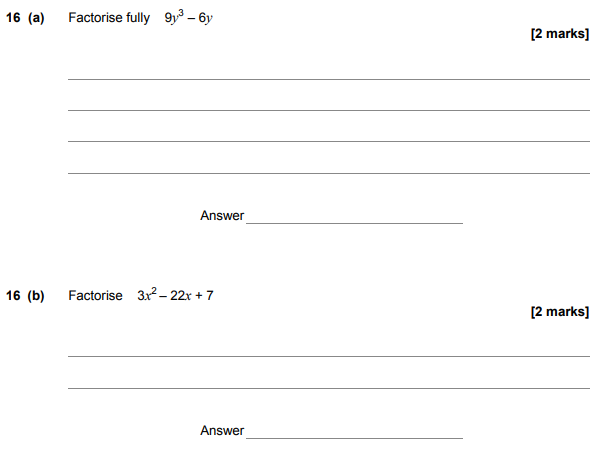 16 (a) Factorise fully 9y³ – 6y
[2 marks]
Answer
16 (b) Factorise 3x² – 22x + 7
[2 marks]
Answer